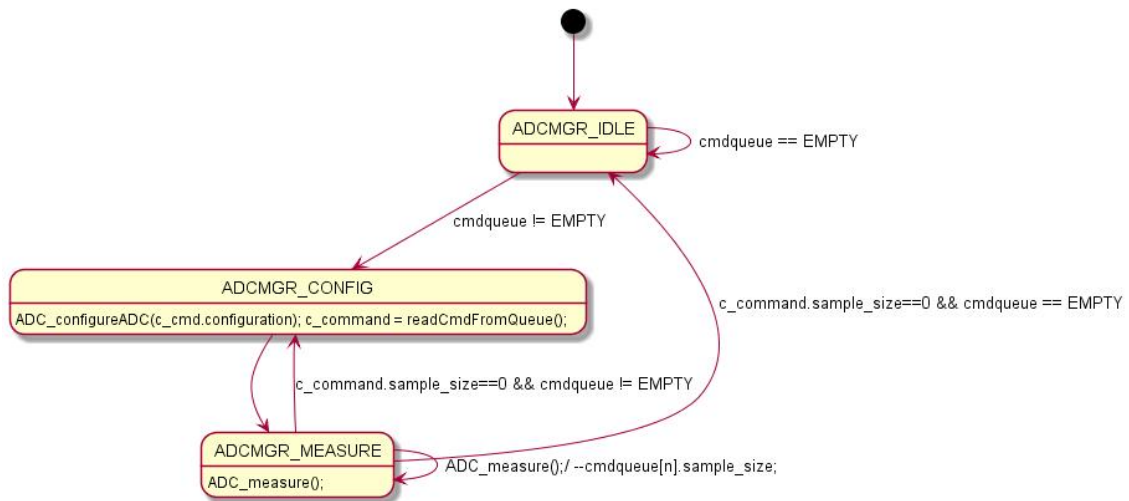 ADCMGR_IDLE
cmdqueue == EMPTY
cmdqueue != EMPTY
ADCMGR_CONFIG
ADC_configureADC(c_cmd.configuration); c_command = readCmdFromQueue();
c_command.sample_size==0 && cmdqueue == EMPTY
c_command.sample_size==0 && cmdqueue != EMPTY
ADCMGR_MEASURE
ADC_measure();
ADC_measure();/ --cmdqueue[n].sample_size;